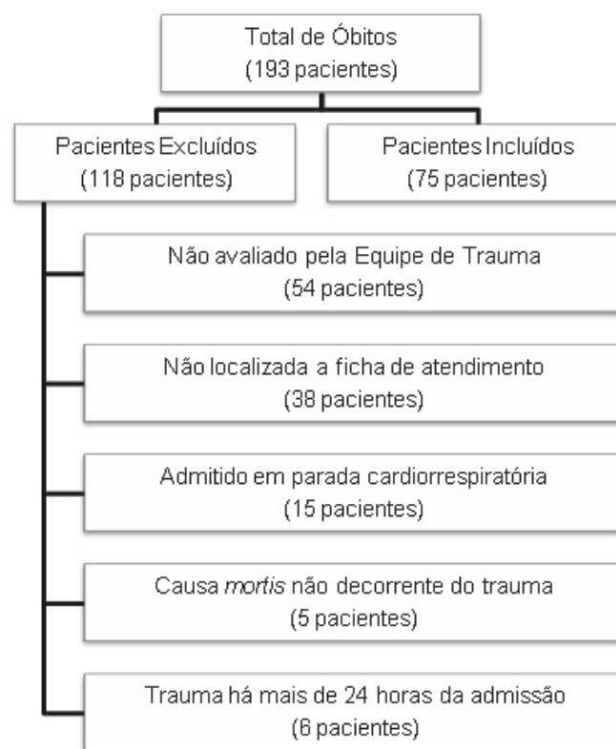 Total de Óbitos
(193 pacientes)
Pacientes Excluídos
(118 pacientes)
Pacientes Incluídos
(75 pacientes)
Não avaliado pela Equipe de Trauma
(54 pacientes)
Não localizada a ficha de atendimento
(38 pacientes)
Admitido em parada cardiorrespiratória
(15 pacientes)
Causa mortis não decorrente do trauma
(5 pacientes)
Trauma há mais de 24 horas da admissão
(6 pacientes)